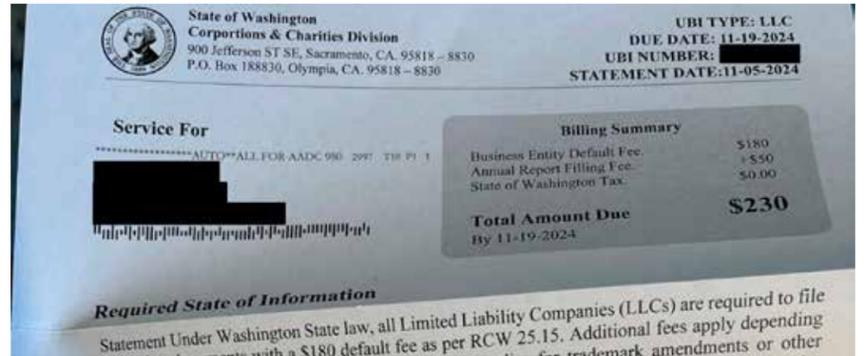 State of Washington
Corportions & Charities Division
900 Jefferson ST SE, Sacramento, CA. 95818 – 8830
P.O. Box 188830, Olympia, CA. 95818 – 8830
UBI TYPE: LLC
DUE DATE: 11-19-2024
UBI NUMBER:
STATEMENT DATE:11-05-2024
Service For
AUTO**ALL FOR AADC 980
Billing Summary
Business Entity Default Fee. $180
Annual Report Filling Fee. +$50
State of Washington Tax. $0.00
Total Amount Due $230
By 11-19-2024
Required State of Information
Statement Under Washington State law, all Limited Liability Companies (LLCs) are required to file
with a $180 default fee as per RCW 25.15. Additional fees apply depending
for trademark amendments or other